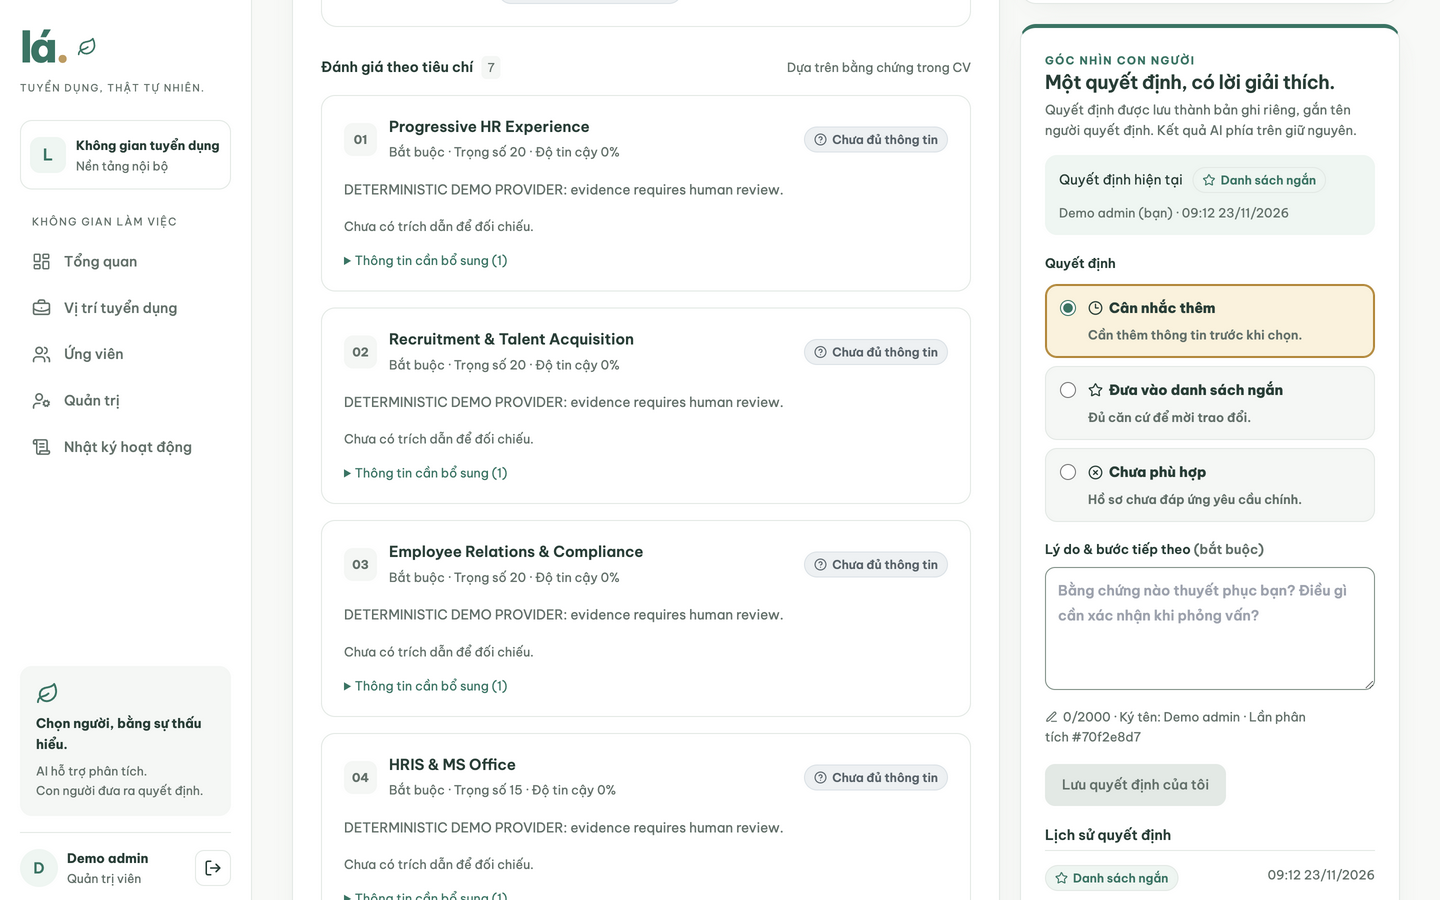 lá.
TUYỂN DỤNG, THẬT TỰ NHIÊN.
L
Không gian tuyển dụng
Nền tảng nội bộ
KHÔNG GIAN LÀM VIỆC
Tổng quan
Vị trí tuyển dụng
Ứng viên
Quản trị
Nhật ký hoạt động
Chọn người, bằng sự thấu
hiểu.
AI hỗ trợ phân tích.
Con người đưa ra quyết định.
D
Demo admin
Quản trị viên
Đánh giá theo tiêu chí 7
Dựa trên bằng chứng trong CV
01
Progressive HR Experience
Bắt buộc · Trọng số 20 · Độ tin cậy 0%
Chưa đủ thông tin
DETERMINISTIC DEMO PROVIDER: evidence requires human review.
Chưa có trích dẫn để đối chiếu.
Thông tin cần bổ sung (1)
02
Recruitment & Talent Acquisition
Bắt buộc · Trọng số 20 · Độ tin cậy 0%
Chưa đủ thông tin
DETERMINISTIC DEMO PROVIDER: evidence requires human review.
Chưa có trích dẫn để đối chiếu.
Thông tin cần bổ sung (1)
03
Employee Relations & Compliance
Bắt buộc · Trọng số 20 · Độ tin cậy 0%
Chưa đủ thông tin
DETERMINISTIC DEMO PROVIDER: evidence requires human review.
Chưa có trích dẫn để đối chiếu.
Thông tin cần bổ sung (1)
04
HRIS & MS Office
Bắt buộc · Trọng số 15 · Độ tin cậy 0%
Chưa đủ thông tin
DETERMINISTIC DEMO PROVIDER: evidence requires human review.
Chưa có trích dẫn để đối chiếu.
Thông tin cần bổ sung (1)
GÓC NHÌN CON NGƯỜI
Một quyết định, có lời giải thích.
Quyết định được lưu thành bản ghi riêng, gắn tên
người quyết định. Kết quả AI phía trên giữ nguyên.
Quyết định hiện tại Danh sách ngắn
Demo admin (bạn) · 09:12 23/11/2026
Quyết định
Cân nhắc thêm
Cần thêm thông tin trước khi chọn.
Đưa vào danh sách ngắn
Đủ căn cứ để mời trao đổi.
Chưa phù hợp
Hồ sơ chưa đáp ứng yêu cầu chính.
Lý do & bước tiếp theo (bắt buộc)
Bằng chứng nào thuyết phục bạn? Điều gì
cần xác nhận khi phỏng vấn?
0/2000 · Ký tên: Demo admin · Lần phân
tích #70f2e8d7
Lưu quyết định của tôi
Lịch sử quyết định
Danh sách ngắn
09:12 23/11/2026